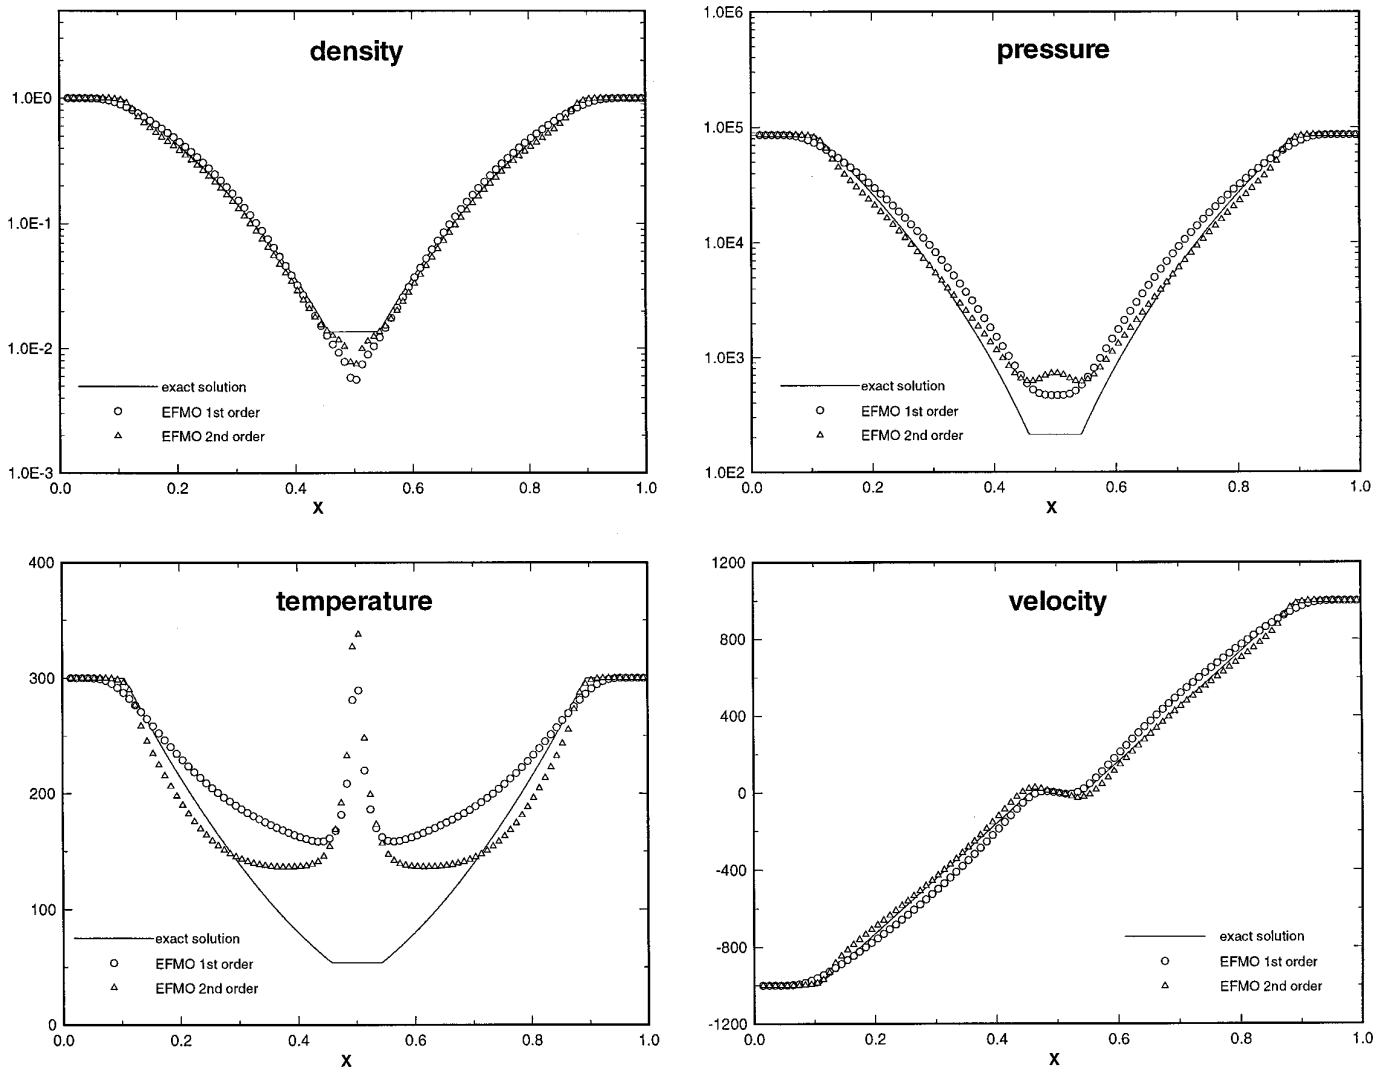 density
1.0E0
1.0E-1
1.0E-2
1.0E-3
exact solution
EFMO 1st order
EFMO 2nd order
0.0 0.2 0.4 0.6 0.8 1.0
X
pressure
1.0E6
1.0E5
1.0E4
1.0E3
1.0E2
exact solution
EFMO 1st order
EFMO 2nd order
0.0 0.2 0.4 0.6 0.8 1.0
X
temperature
400
300
200
100
0
exact solution
EFMO 1st order
EFMO 2nd order
0.0 0.2 0.4 0.6 0.8 1.0
X
velocity
1200
800
400
0
-400
-800
-1200
exact solution
EFMO 1st order
EFMO 2nd order
0.0 0.2 0.4 0.6 0.8 1.0
X